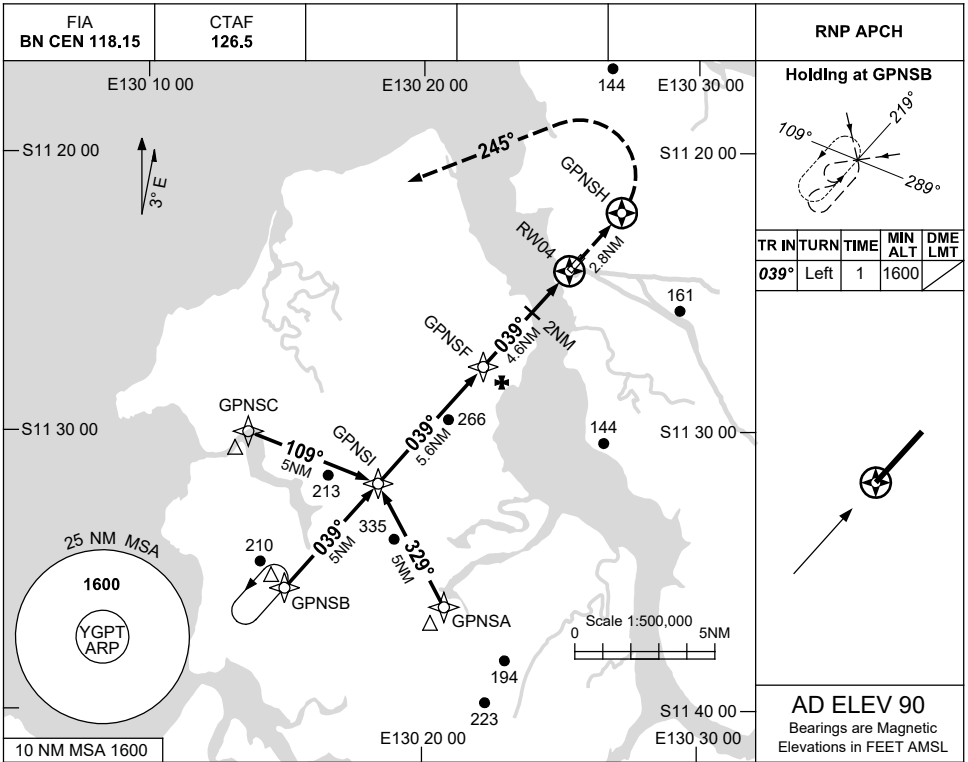 FIA
BN CEN 118.15
CTAF
126.5
RNP APCH
E130 10 00
E130 20 00
144
E130 30 00
Holding at GPNSB
109°
219°
289°
S11 20 00
S11 20 00
245°
3° E
GPNSH
RW04
2.8NM
TR IN TURN TIME MIN ALT DME LMT
039° Left 1 1600
161
GPNSF
039°
4.6NM
2NM
GPNSC
266
S11 30 00
S11 30 00
109°
5NM
GPNSI
039°
5.6NM
144
213
335
25 NM MSA
210
039°
5NM
329°
5NM
1600
GPNSB
GPNSA
YGPT
ARP
Scale 1:500,000
0 5NM
194
223
S11 40 00
AD ELEV 90
Bearings are Magnetic
Elevations in FEET AMSL
10 NM MSA 1600
E130 20 00
E130 30 00